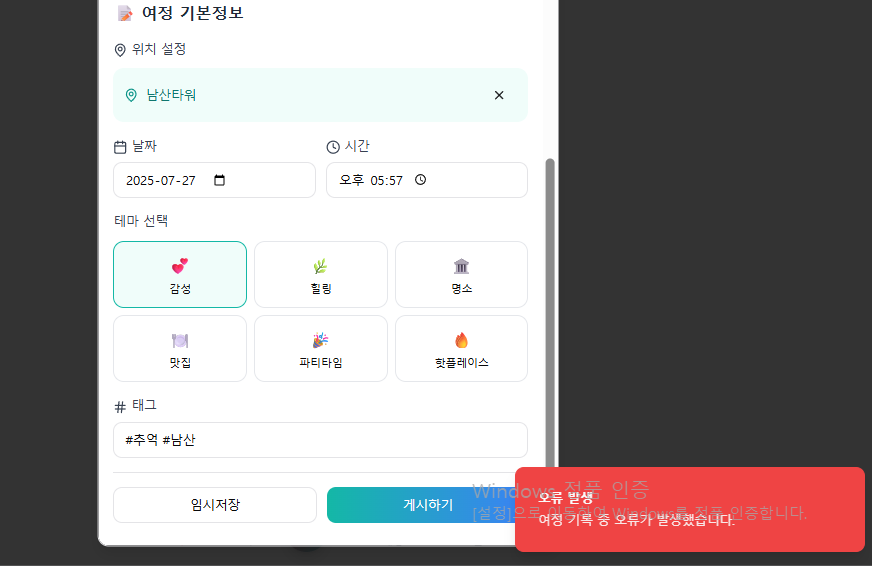 여정 기본정보
위치 설정
남산타워
날짜
시간
2025-07-27
오후 05:57
테마 선택
감성
힐링
명소
맛집
파티타임
핫플레이스
# 태그
#추억 #남산
임시저장
게시하기
Windows 정품 인증
[설정]으로 이동하여 Windows를 정품 인증합니다.
오류 발생
여정 기록 중 오류가 발생했습니다.